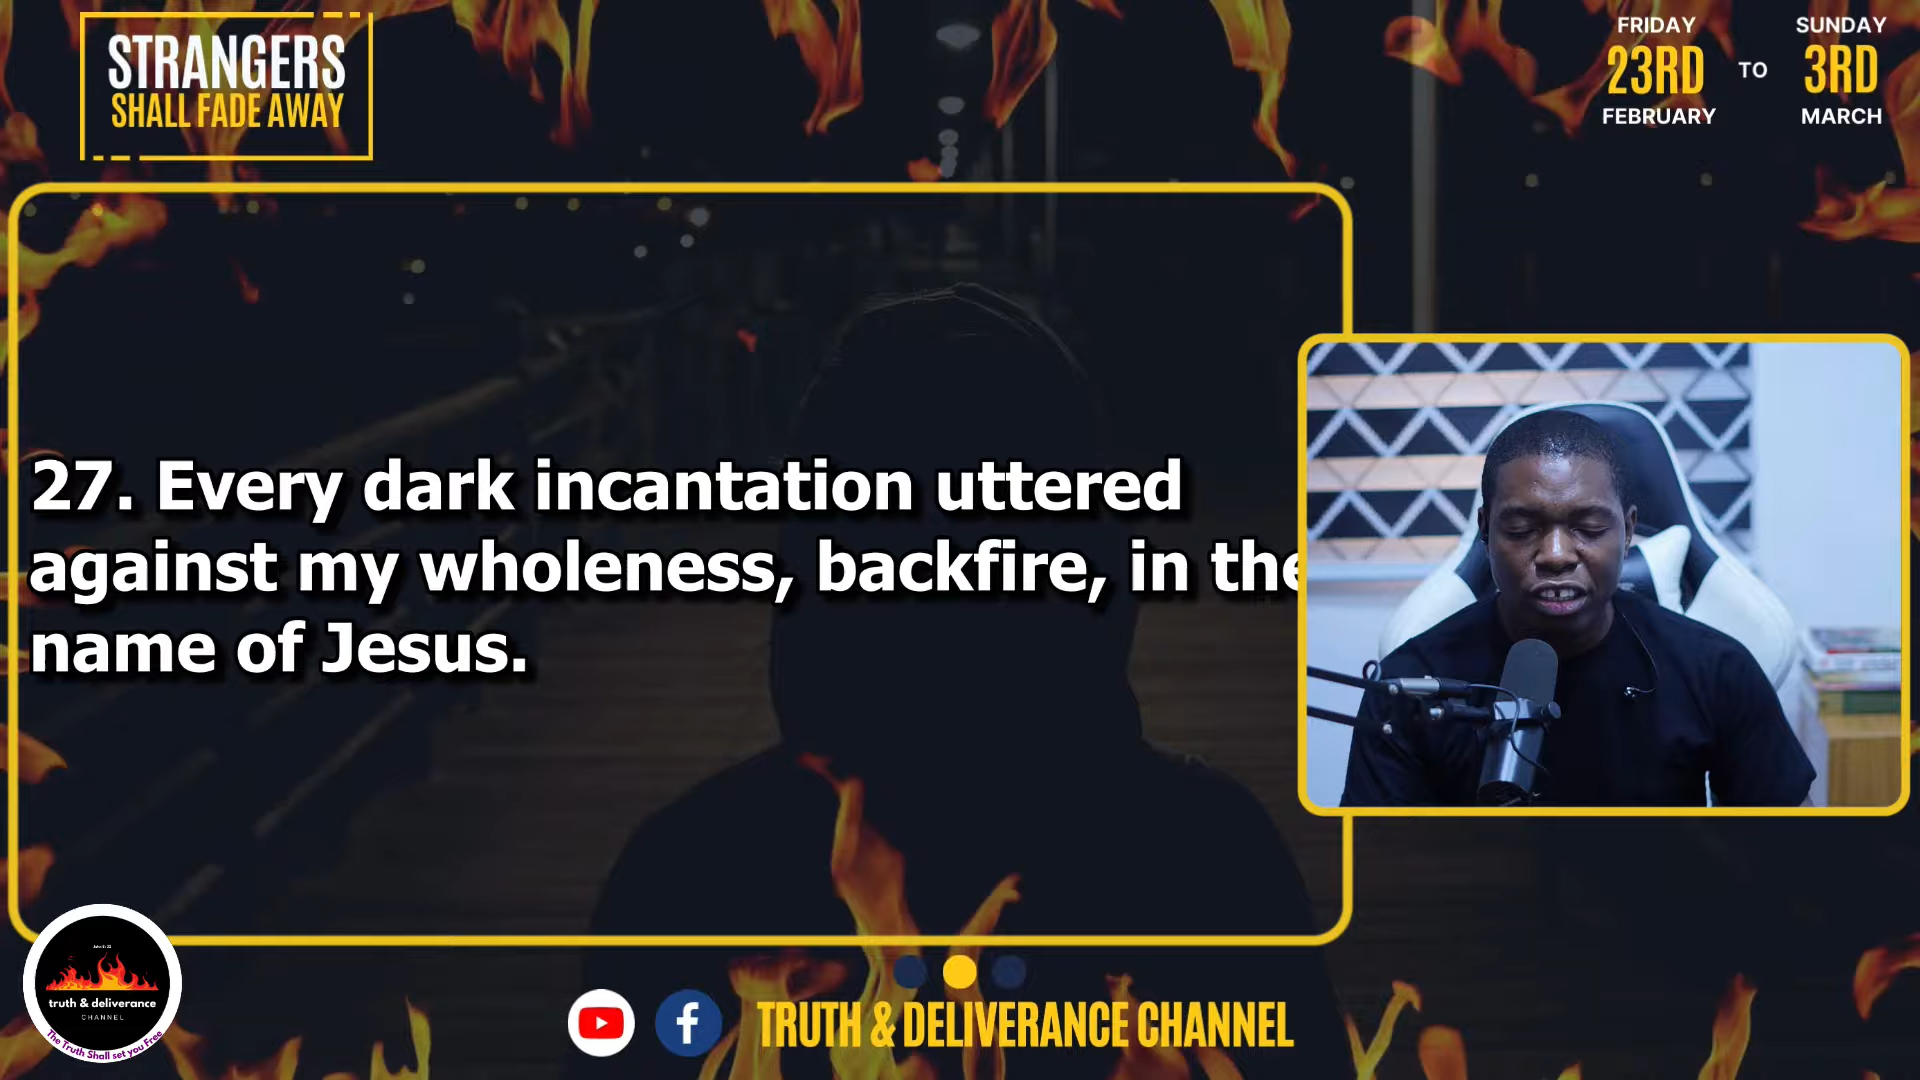 STRANGERS
SHALL FADE AWAY
FRIDAY
23RD
FEBRUARY
TO
SUNDAY
3RD
MARCH
27. Every dark incantation uttered
against my wholeness, backfire, in the
name of Jesus.
truth & deliverance
CHANNEL
The Truth Shall set you Free
TRUTH & DELIVERANCE CHANNEL